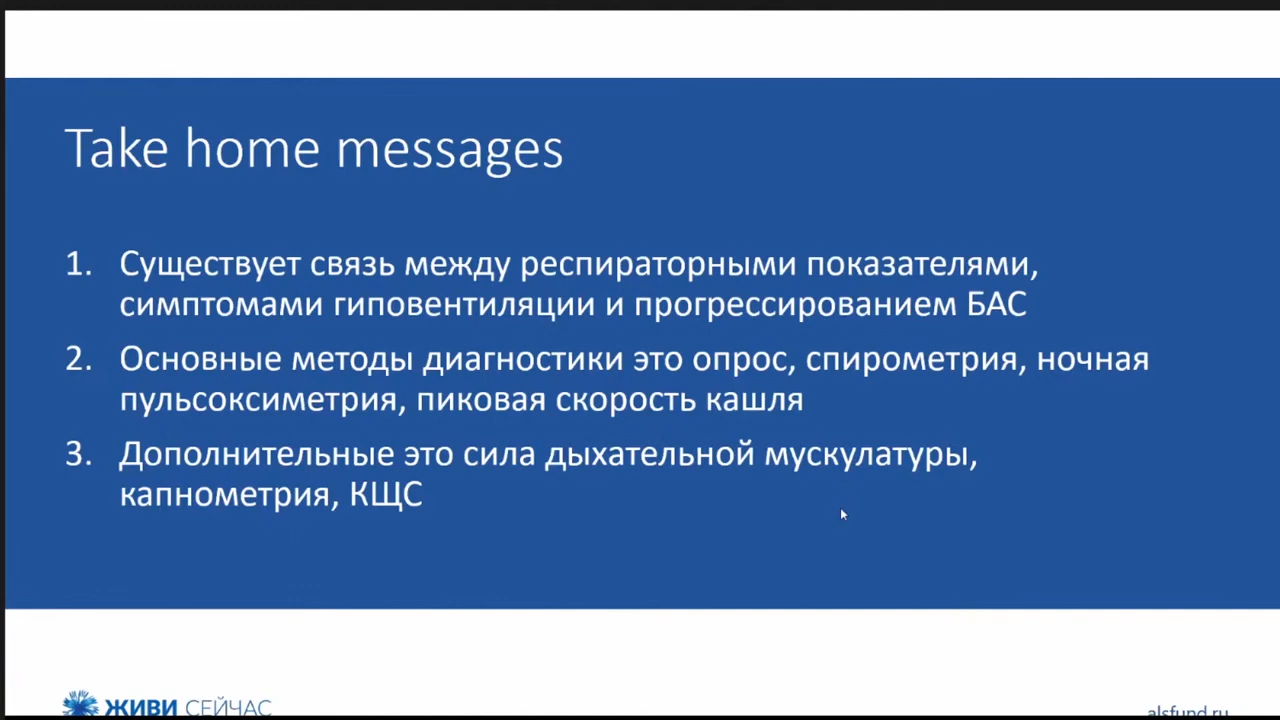 Take home messages
1. Существует связь между респираторными показателями,
симптомами гиповентиляции и прогрессированием БАС
2. Основные методы диагностики это опрос, спирометрия, ночная
пульсоксиметрия, пиковая скорость кашля
3. Дополнительные это сила дыхательной мускулатуры,
капнометрия, КЩС
ЖИВИ СЕЙЧАС
alsfund.ru